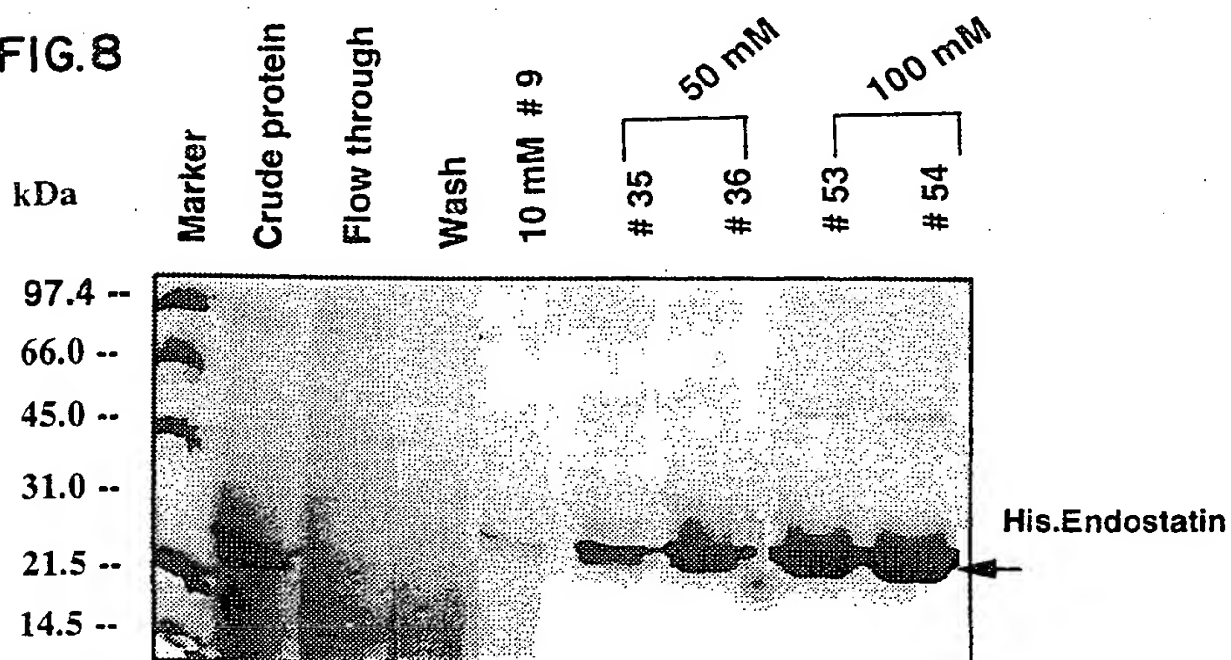 FIG.8
50 mM
100 mM
kDa
Marker
Crude protein
Flow through
Wash
10 mM # 9
# 35
# 36
# 53
# 54
97.4 --
66.0 --
45.0 --
31.0 --
21.5 --
14.5 --
His.Endostatin